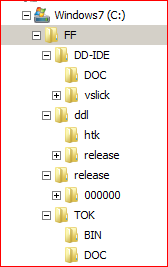 Windows7 (C:)
FF
DD-IDE
DOC
vslick
ddl
htk
release
release
000000
TOK
BIN
DOC